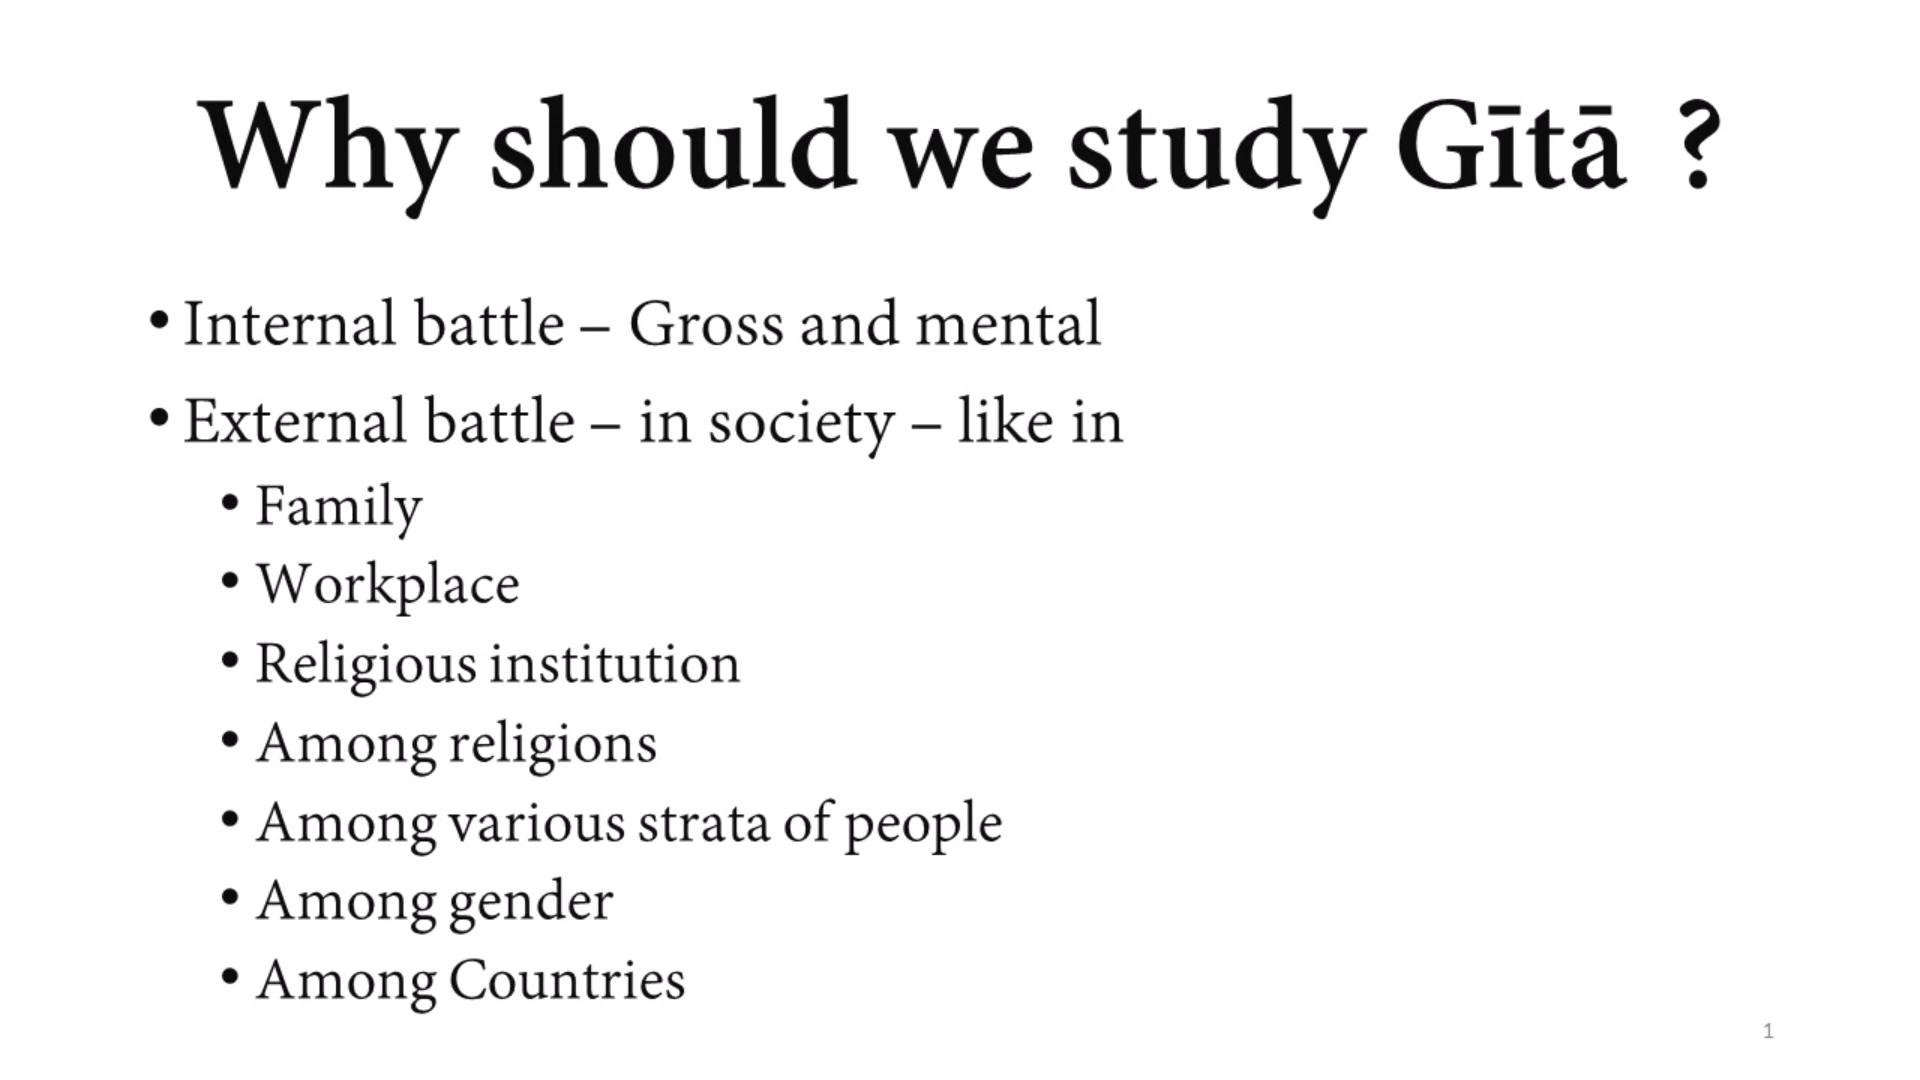 Why should we study Gītā ?
• Internal battle – Gross and mental
• External battle – in society – like in
• Family
• Workplace
• Religious institution
• Among religions
• Among various strata of people
• Among gender
• Among Countries
1